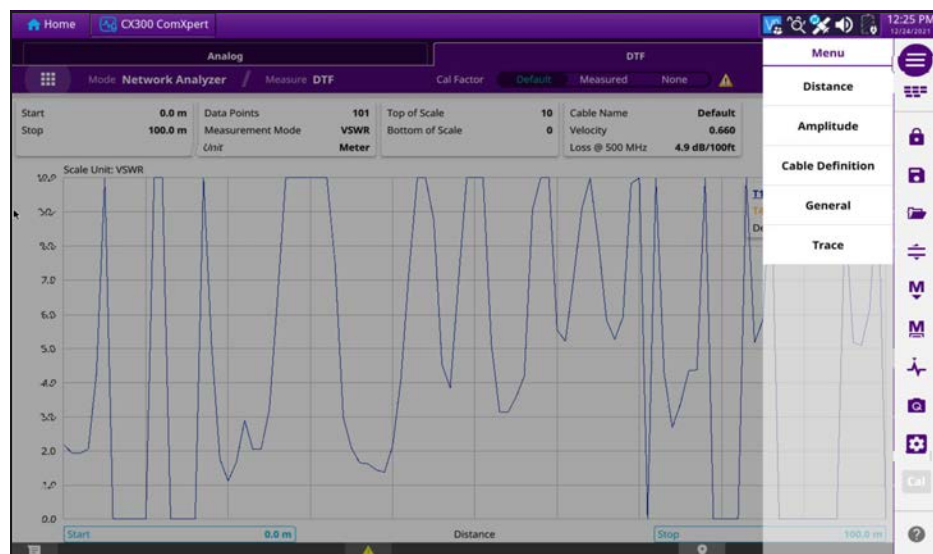 Home
CX300 ComXpert
12:25 PM
12/24/2021
Analog
DTF
Menu
Mode Network Analyzer / Measure DTF
Cal Factor Default Measured None
Distance
Amplitude
Cable Definition
General
Trace
Start 0.0 m
Stop 100.0 m
Data Points 101
Measurement Mode VSWR
Unit Meter
Top of Scale 10
Bottom of Scale 0
Cable Name Default
Velocity 0.660
Loss @ 500 MHz 4.9 dB/100ft
Scale Unit: VSWR
10.0
7.0
6.0
5.0
4.0
3.0
2.0
1.0
0.0
T1
De
Start 0.0 m
Distance
Stop 100.0 m
M
M
Cal
?